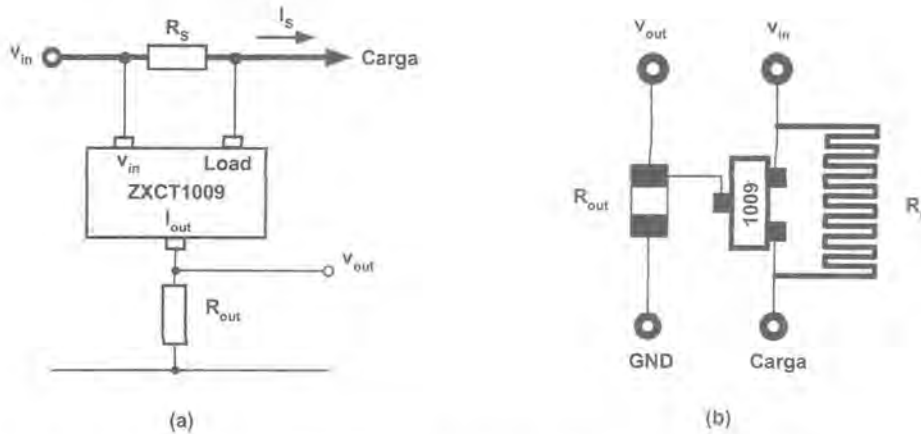 R_S
I_S
v_in
Carga
v_in
Load
ZXCT1009
I_out
v_out
R_out
(a)
v_out
v_in
R_out
1009
R
GND
Carga
(b)